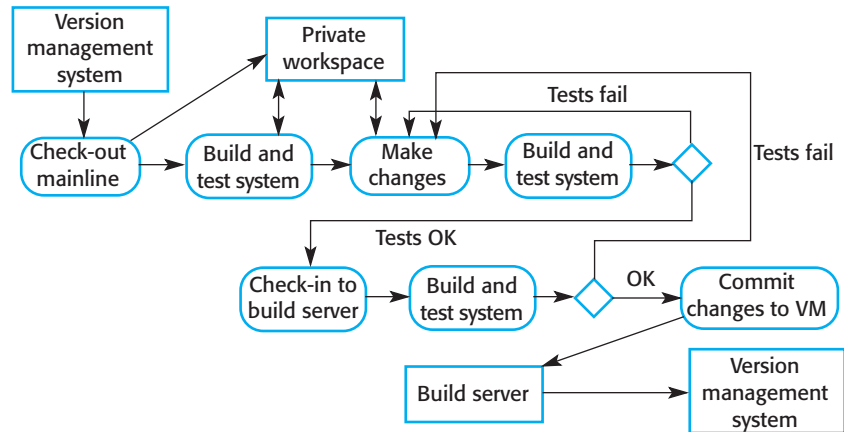 Version
management
system
Private
workspace
Tests fail
Check-out
mainline
Build and
test system
Make
changes
Build and
test system
Tests fail
Tests OK
Check-in to
build server
Build and
test system
OK
Commit
changes to VM
Build server
Version
management
system